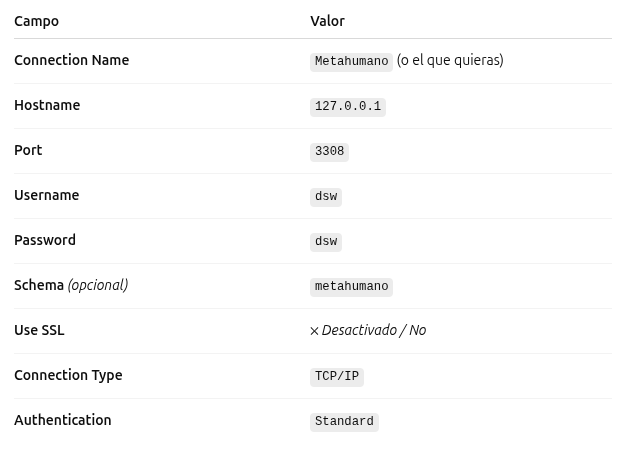 Campo Valor
Connection Name Metahumano (o el que quieras)
Hostname 127.0.0.1
Port 3308
Username dsw
Password dsw
Schema (opcional) metahumano
Use SSL × Desactivado / No
Connection Type TCP/IP
Authentication Standard